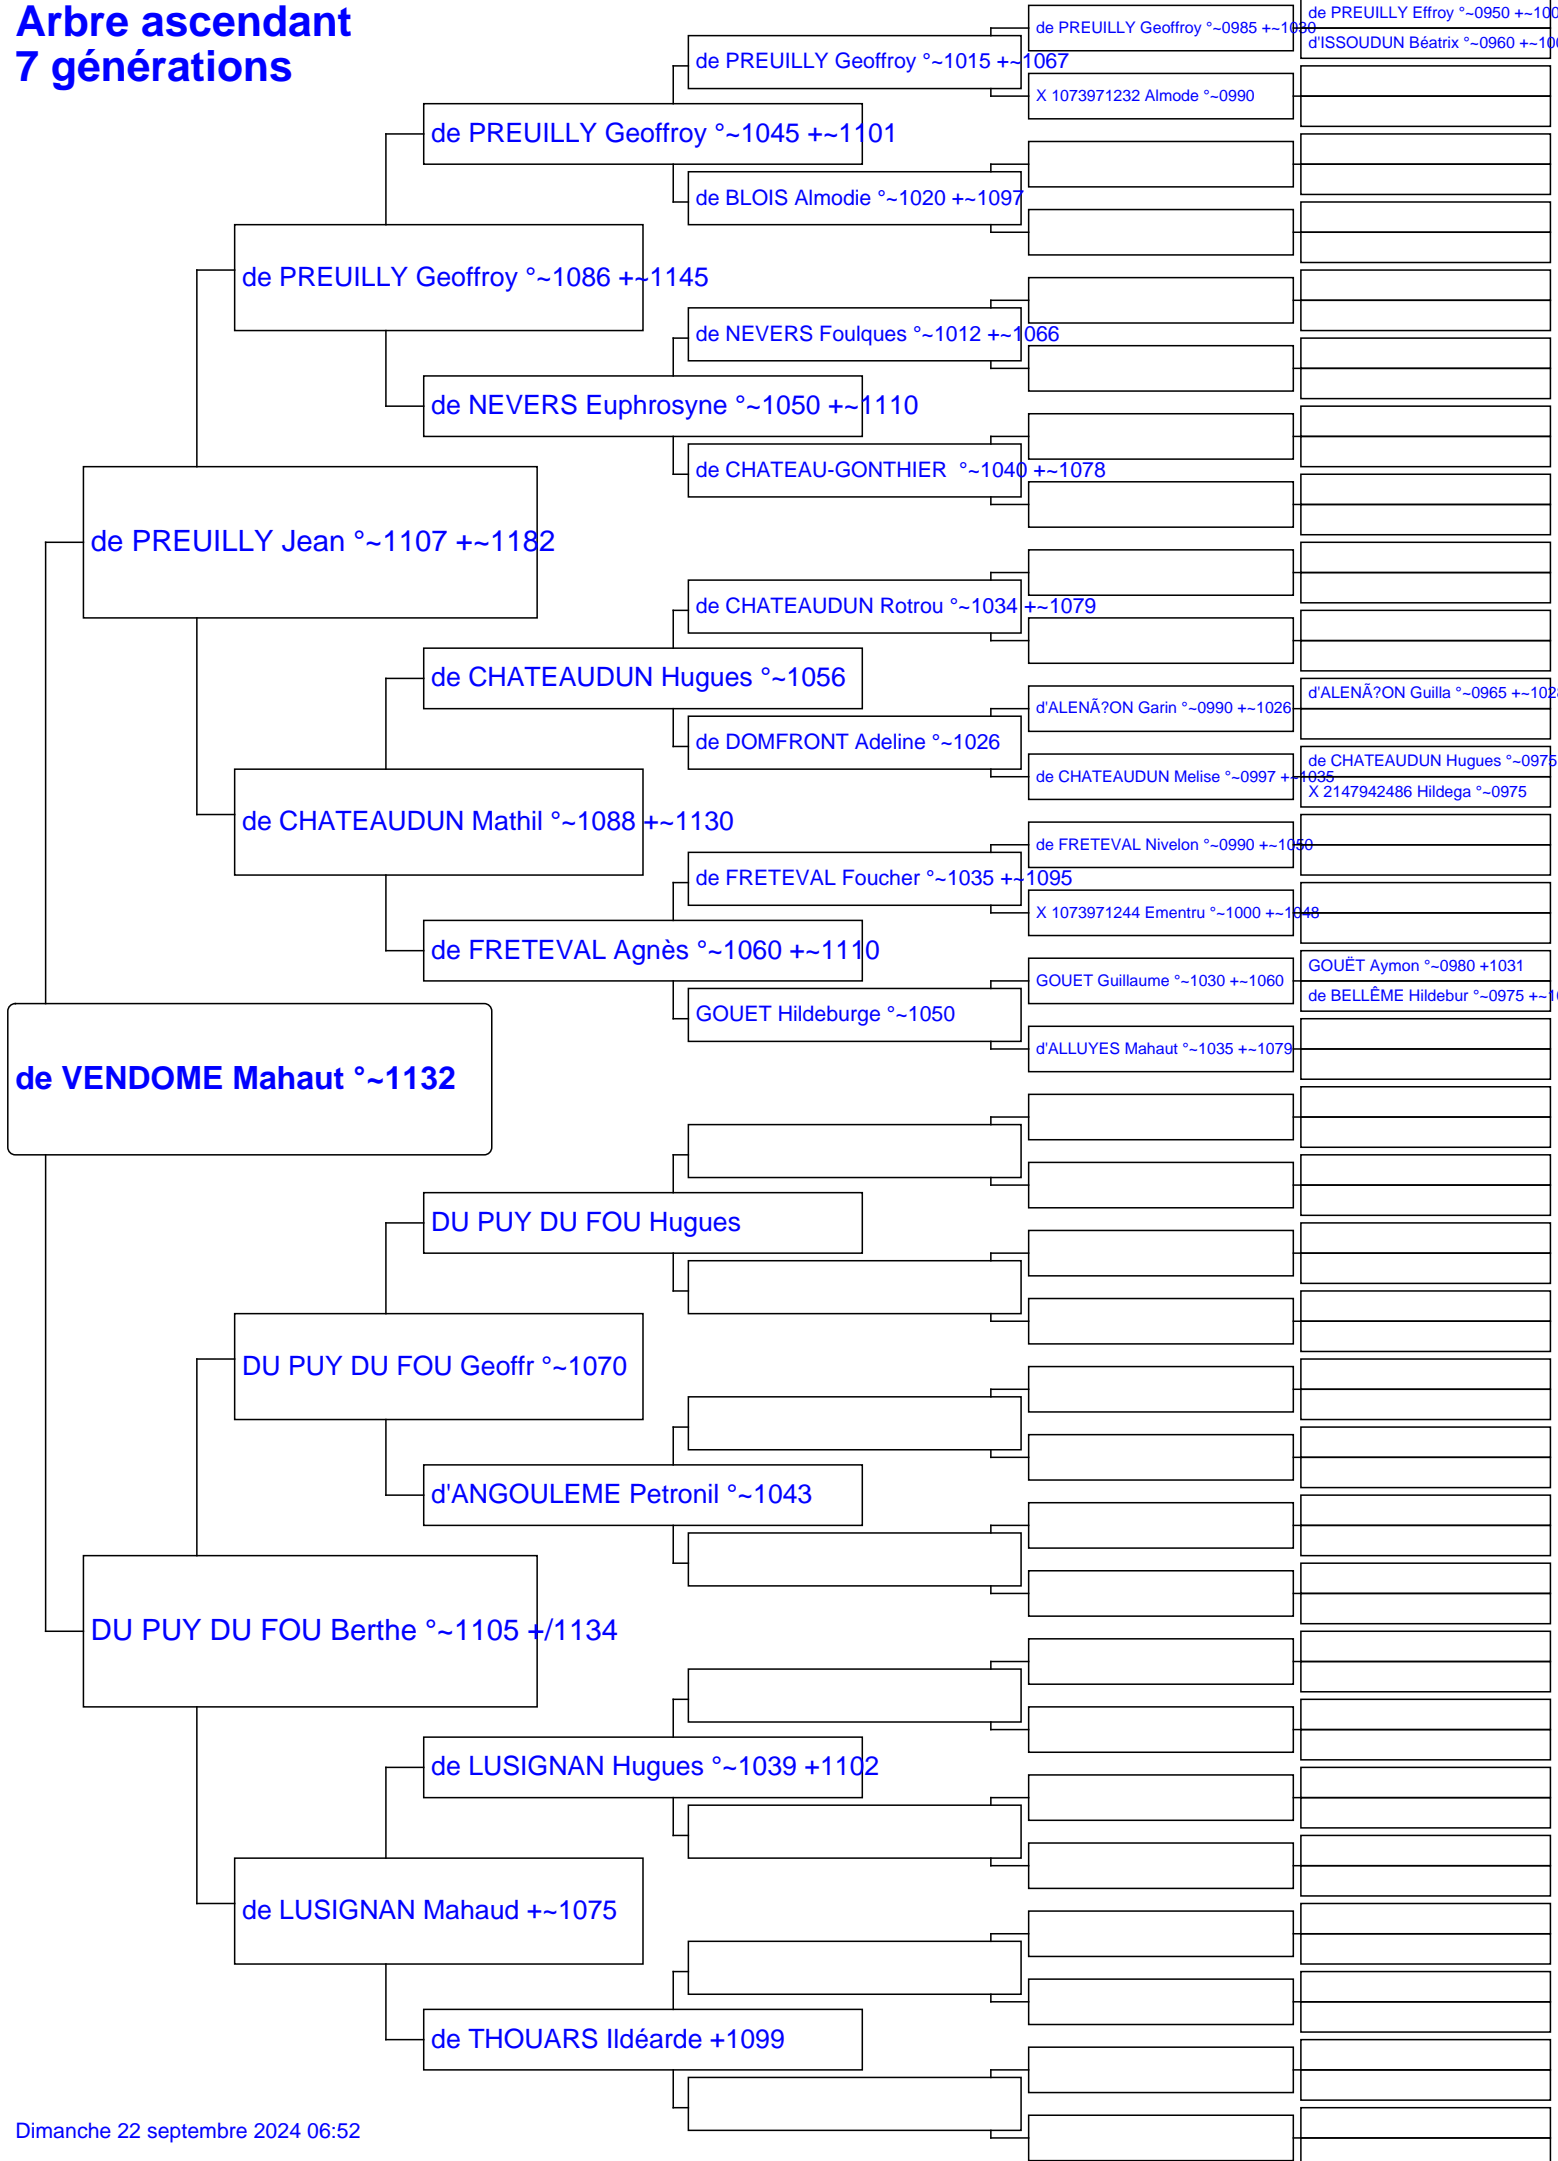 Arbre ascendant
7 générations
de VENDOME Mahaut °~1132
de PREUILLY Jean °~1107 +~1182
DU PUY DU FOU Berthe °~1105 +/1134
de PREUILLY Geoffroy °~1086 +~1145
de CHATEAUDUN Mathil °~1088 +~1130
DU PUY DU FOU Geoffr °~1070
de LUSIGNAN Mahaud +~1075
de PREUILLY Geoffroy °~1045 +~1101
de NEVERS Euphrosyne °~1050 +~1110
de CHATEAUDUN Hugues °~1056
de FRETEVAL Agnès °~1060 +~1110
DU PUY DU FOU Hugues
d'ANGOULEME Petronil °~1043
de LUSIGNAN Hugues °~1039 +1102
de THOUARS Ildéarde +1099
de PREUILLY Geoffroy °~1015 +~1067
de BLOIS Almodie °~1020 +~1097
de NEVERS Foulques °~1012 +~1066
de CHATEAU-GONTHIER °~1040 +~1078
de CHATEAUDUN Rotrou °~1034 +~1079
de DOMFRONT Adeline °~1026
de FRETEVAL Foucher °~1035 +~1095
GOUET Hildeburge °~1050
de PREUILLY Geoffroy °~0985 +~1030
X 1073971232 Almode °~0990
d'ALENÃ?ON Garin °~0990 +~1026
de CHATEAUDUN Melise °~0997 +~1035
de FRETEVAL Nivelon °~0990 +~1050
X 1073971244 Ementru °~1000 +~1048
GOUET Guillaume °~1030 +~1060
d'ALLUYES Mahaut °~1035 +~1079
de PREUILLY Effroy °~0950 +~100
d'ISSOUDUN Béatrix °~0960 +~100
d'ALENÃ?ON Guilla °~0965 +~102
de CHATEAUDUN Hugues °~0975
X 2147942486 Hildega °~0975
GOUËT Aymon °~0980 +1031
de BELLÊME Hildebur °~0975 +~1
Dimanche 22 septembre 2024 06:52